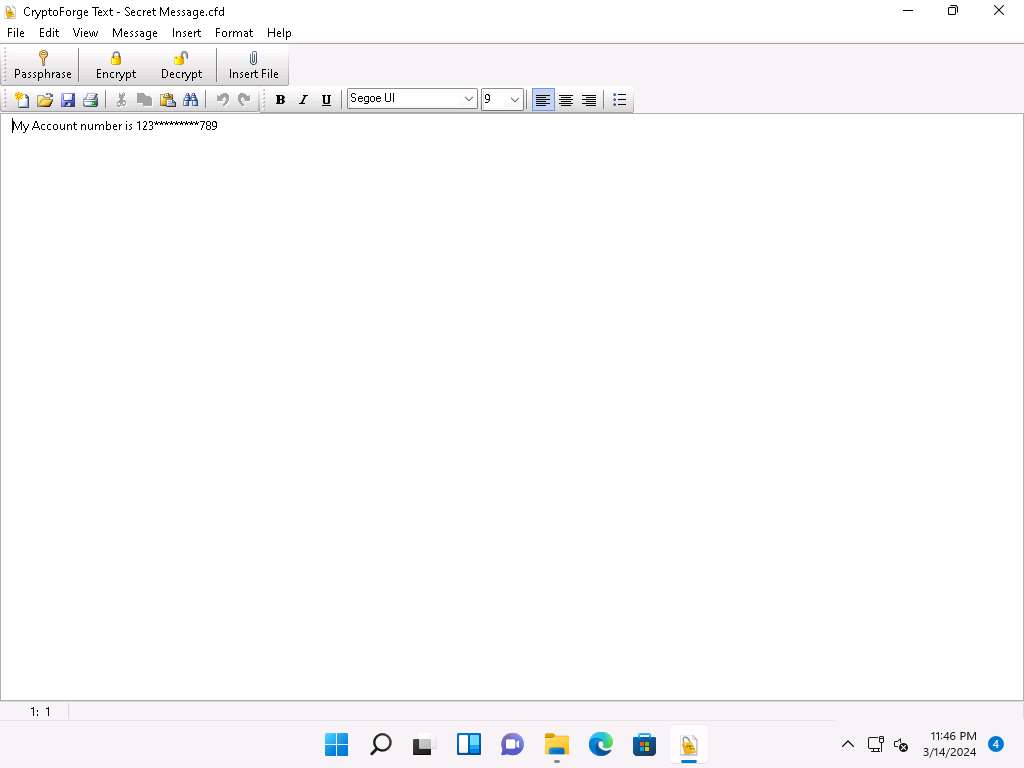 CryptoForge Text - Secret Message.cfd
File Edit View Message Insert Format Help
Passphrase Encrypt Decrypt Insert File
B I U Segoe UI 9
My Account number is 123*********789
1: 1
11:46 PM
3/14/2024
4